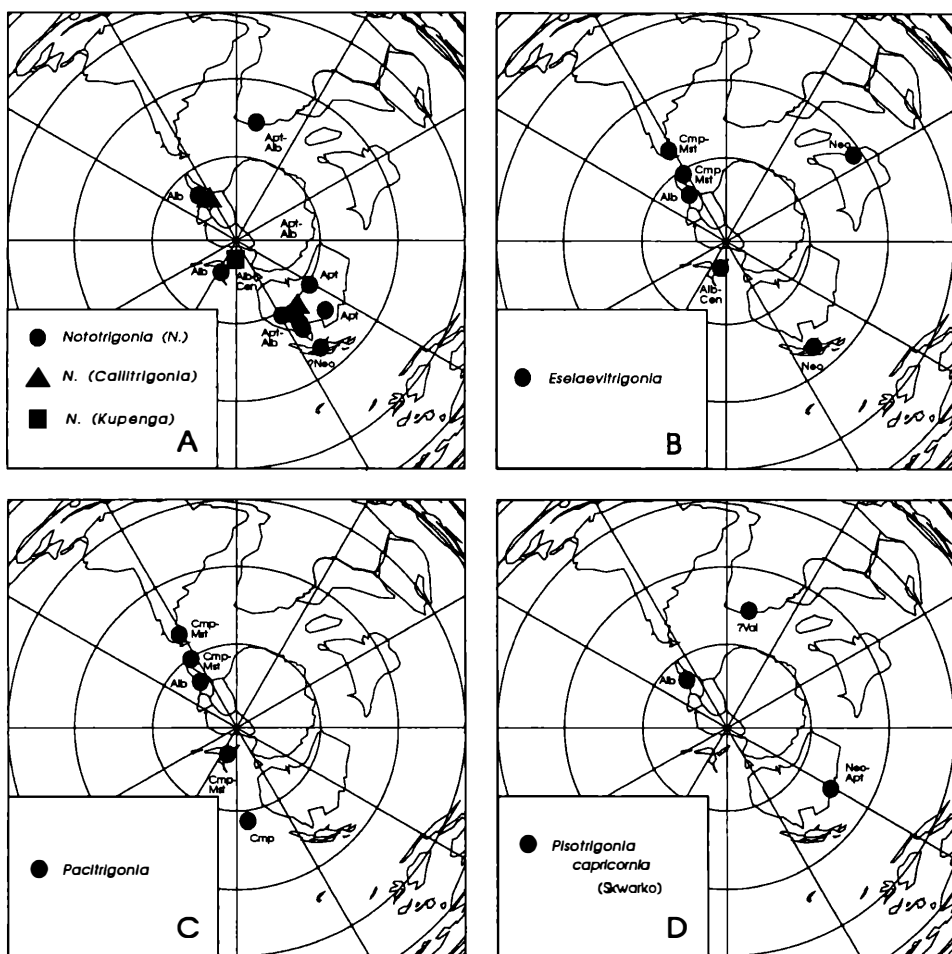 Apt-
Alb
Alb
Apt-
Alb
Alb
Alb-
Cen
Apt
Apt
Apt-
Alb
?Neo
Nototrigonia (N.)
N. (Callitrigonia)
N. (Kupenga)
A
Cmp-
Mst
Neo
Cmp-
Mst
Alb
Alb-
Cen
Neo
Eselaevitrigonia
B
Cmp-
Mst
Cmp-
Mst
Alb
Cmp-
Mst
Cmp
Pacitrigonia
C
?Val
Alb
Neo-
Apt
Pisotrigonia
capricornia
(Skwarko)
D